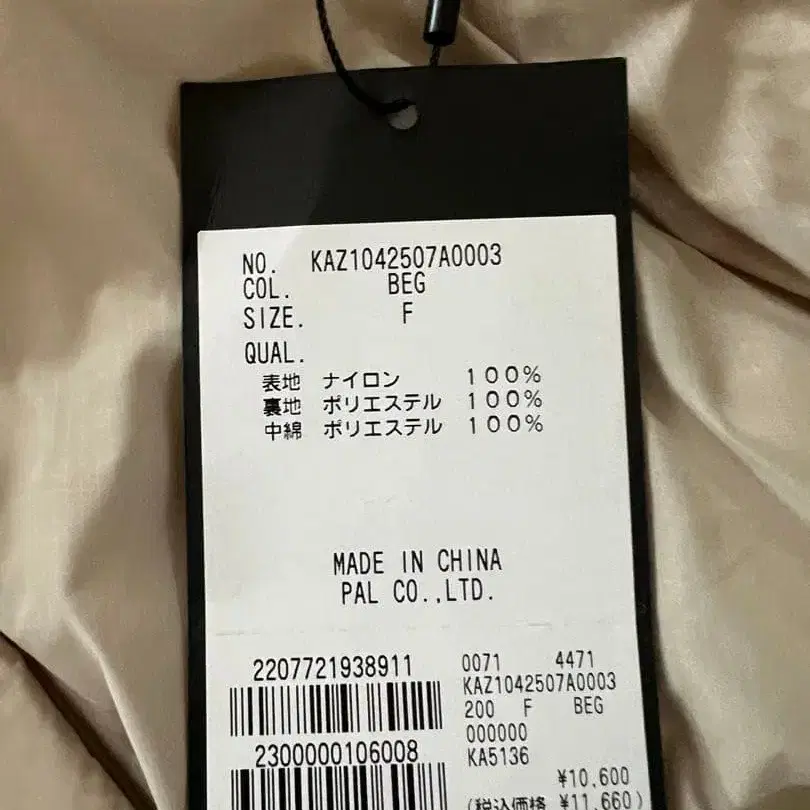 NO. KAZ1042507A0003
COL. BEG
SIZE. F
QUAL.
表地 ナイロン 100%
裏地 ポリエステル 100%
中綿 ポリエステル 100%
MADE IN CHINA
PAL CO.,LTD.
2207721938911
2300000106008
0071 4471
KAZ1042507A0003
200 F BEG
000000
KA5136
¥10,600
(税込価格 ¥11,660)